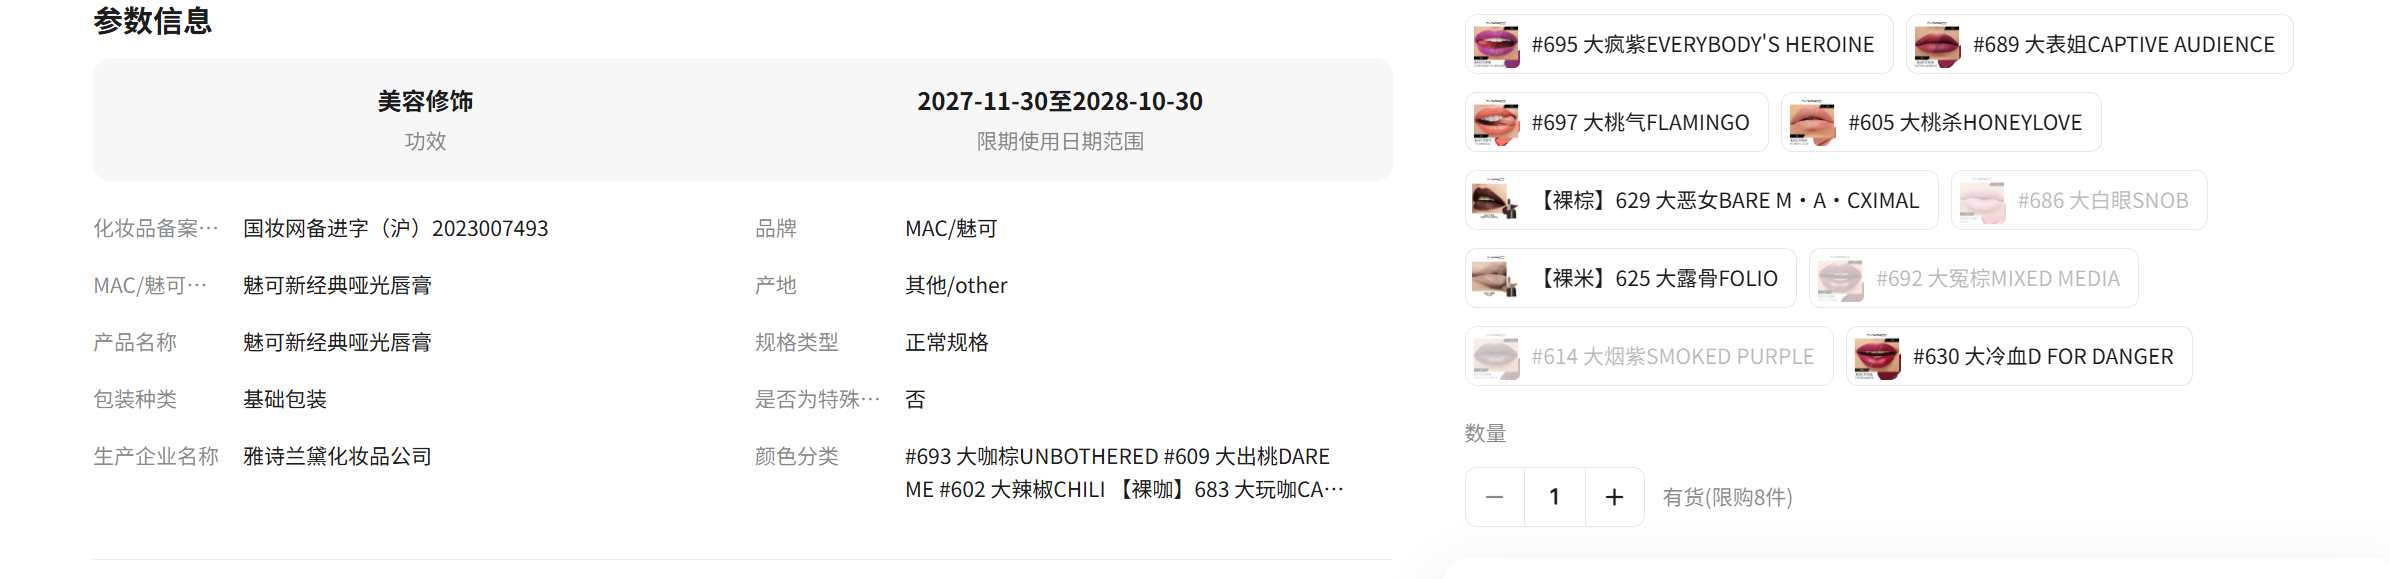 参数信息
美容修饰
功效
2027-11-30至2028-10-30
限期使用日期范围
化妆品备案… 国妆网备进字（沪）2023007493
品牌 MAC/魅可
MAC/魅可… 魅可新经典哑光唇膏
产地 其他/other
产品名称 魅可新经典哑光唇膏
规格类型 正常规格
包装种类 基础包装
是否为特殊… 否
生产企业名称 雅诗兰黛化妆品公司
颜色分类 #693 大咖棕UNBOTHERED #609 大出桃DARE
ME #602 大辣椒CHILI 【裸咖】683 大玩咖CA…
#695 大疯紫EVERYBODY'S HEROINE
#689 大表姐CAPTIVE AUDIENCE
#697 大桃气FLAMINGO
#605 大桃杀HONEYLOVE
【裸棕】629 大恶女BARE M·A·CXIMAL
#686 大白眼SNOB
【裸米】625 大露骨FOLIO
#692 大冤棕MIXED MEDIA
#614 大烟紫SMOKED PURPLE
#630 大冷血D FOR DANGER
数量
— 1 + 有货(限购8件)